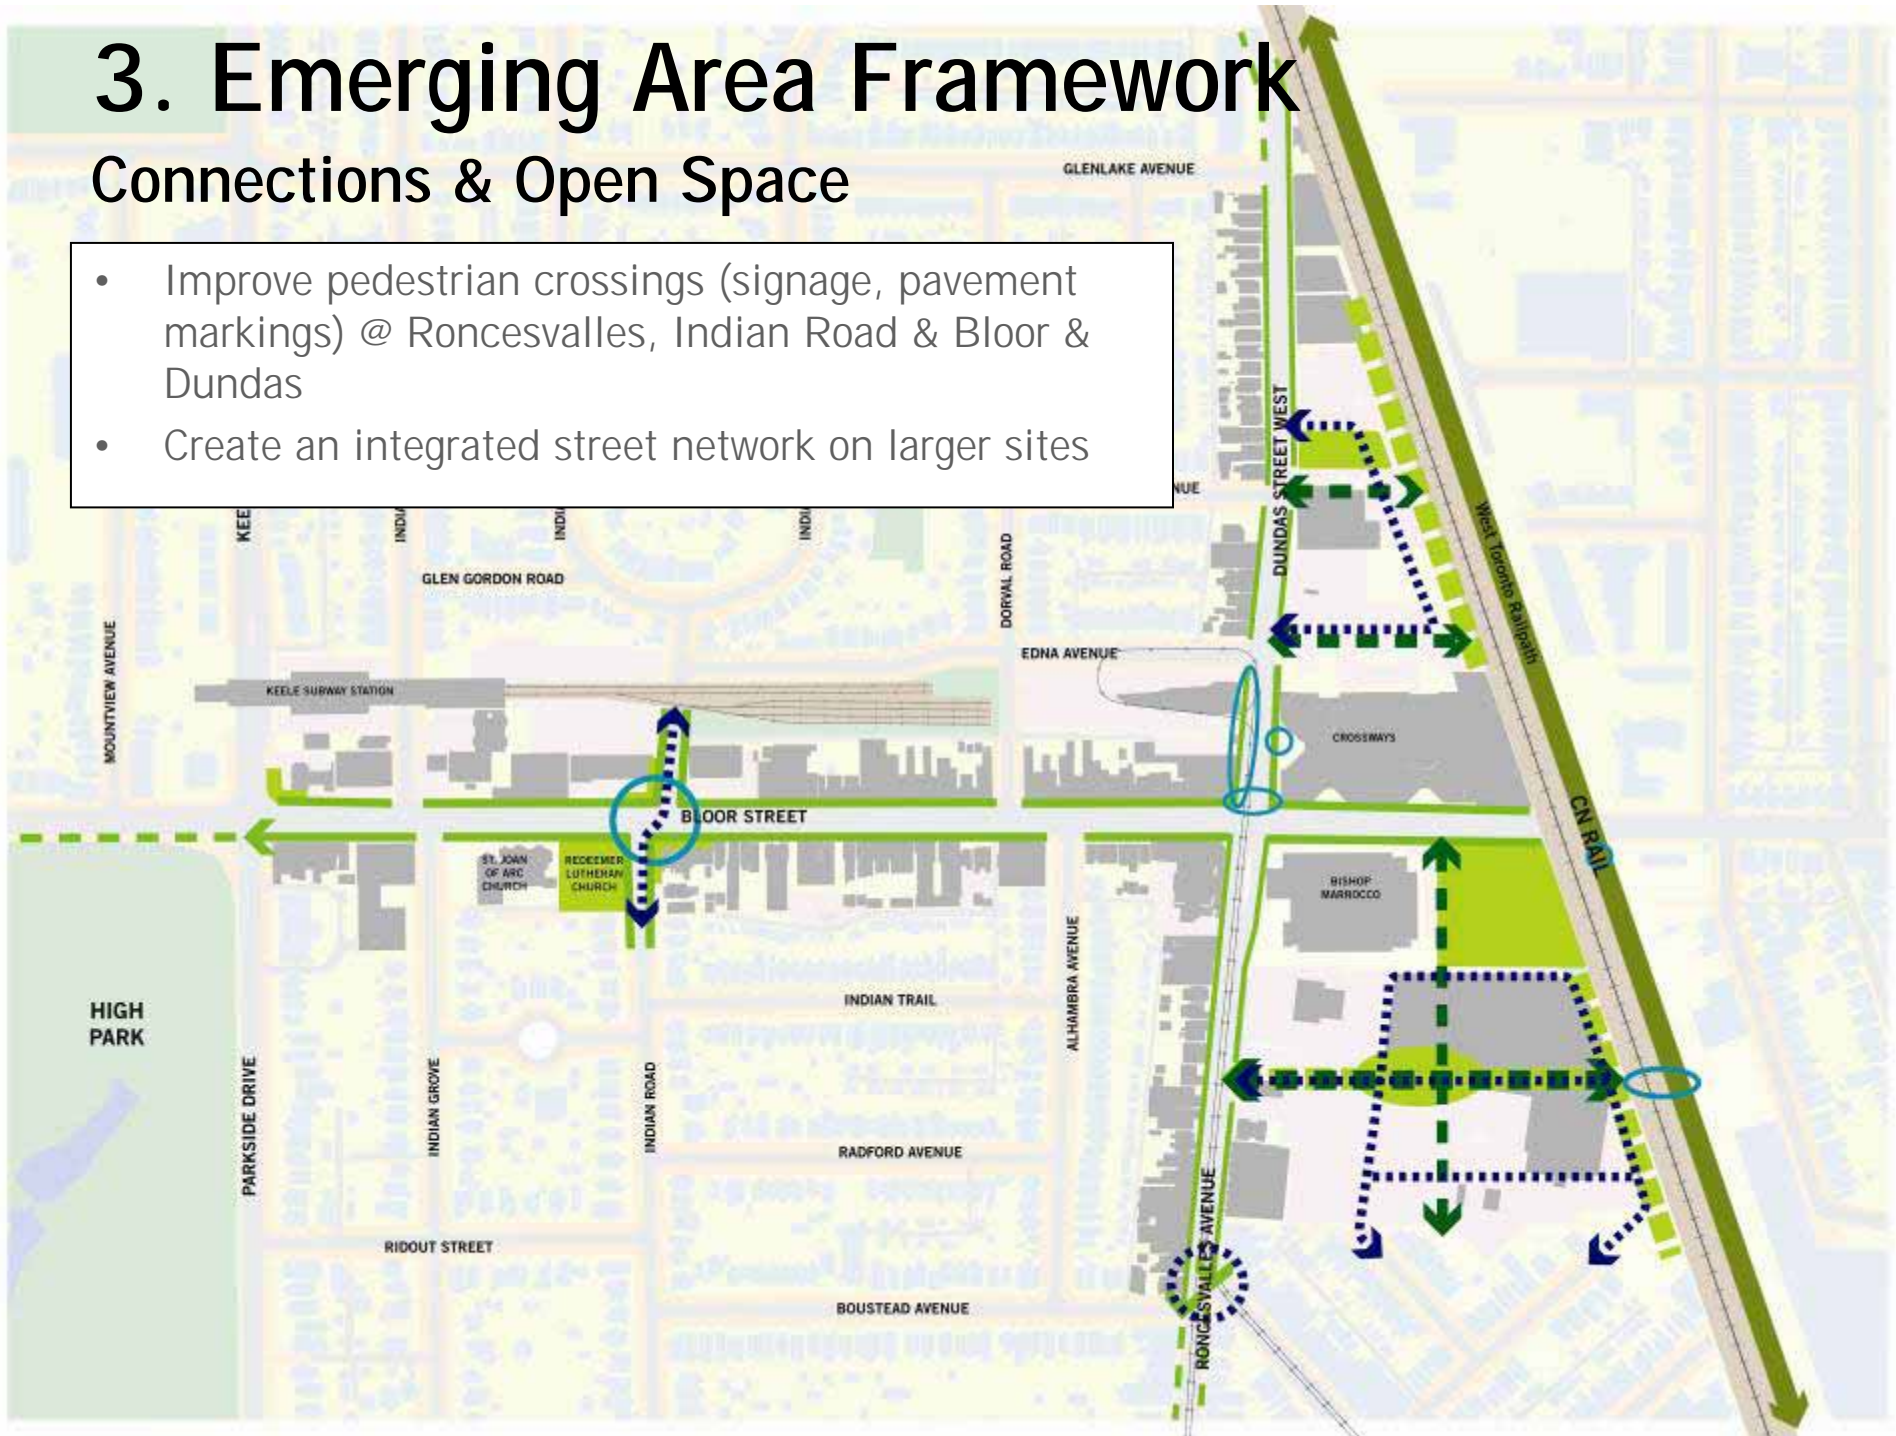 3. Emerging Area Framework
Connections & Open Space
• Improve pedestrian crossings (signage, pavement
markings) @ Roncesvalles, Indian Road & Bloor &
Dundas
• Create an integrated street network on larger sites
GLENLAKE AVENUE
DUNDAS STREET WEST
West Toronto Railpath
GLEN GORDON ROAD
DORVAL ROAD
EDNA AVENUE
MOUNTVIEW AVENUE
KEELE SUBWAY STATION
CROSSWAYS
BLOOR STREET
CN RAIL
ST. JOAN
OF ARC
CHURCH
REDEEMER
LUTHERAN
CHURCH
BISHOP
MARROCCO
HIGH
PARK
PARKSIDE DRIVE
INDIAN GROVE
INDIAN ROAD
INDIAN TRAIL
ALHAMBRA AVENUE
RADFORD AVENUE
RIDOUT STREET
BOUSTEAD AVENUE
RONCESVALLES AVENUE